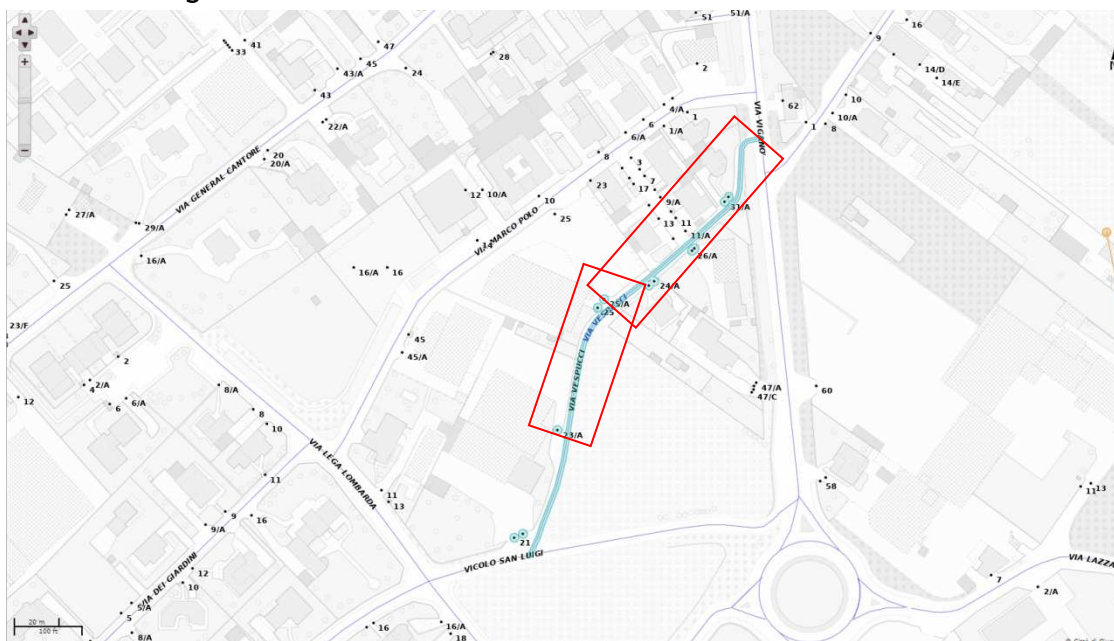 51
51/A
16
9
41
33
47
45
43/A
24
28
2
14/D
14/E
43
4/A
1
62
10
10/A
8
1
22/A
6
1/A
6/A
VIA VIGANO'
20
20/A
8
3
VIA GENERAL CANTORE
23
7
17
12
10/A
10
9/A
31/A
27/A
25
13
11
29/A
VIA MARCO POLO
11/A
14
26/A
16/A
16/A
16
25
24/A
25/A
25
VIA VESPUCCI
23/F
45
45/A
2
VIA VESPUCCI
2/A
4
8/A
47/A
47/C
60
12
6
6/A
8
10
23/A
VIA LEGA LOMBARDA
11
58
11
13
11
13
9
16
9/A
21
VICOLO SAN LUIGI
VIA LAZZA
VIA DEI GIARDINI
12
10
7
2/A
5/A
5
20 m
100 ft
8/A
16
16/A
18